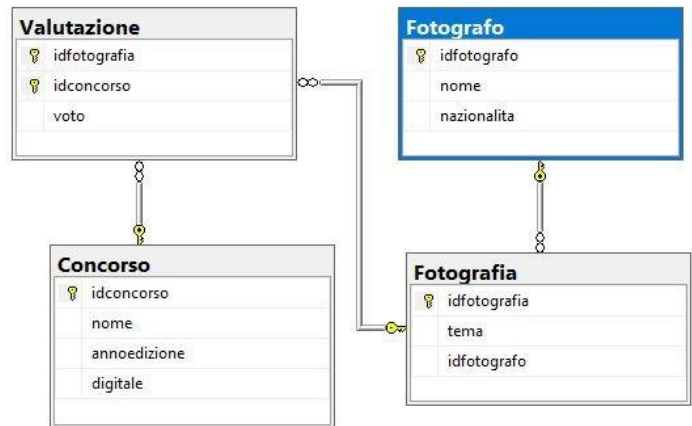 Valutazione
idfotografia
idconcorso
voto
Fotografo
idfotografo
nome
nazionalita
Concorso
idconcorso
nome
annoedizione
digitale
Fotografia
idfotografia
tema
idfotografo